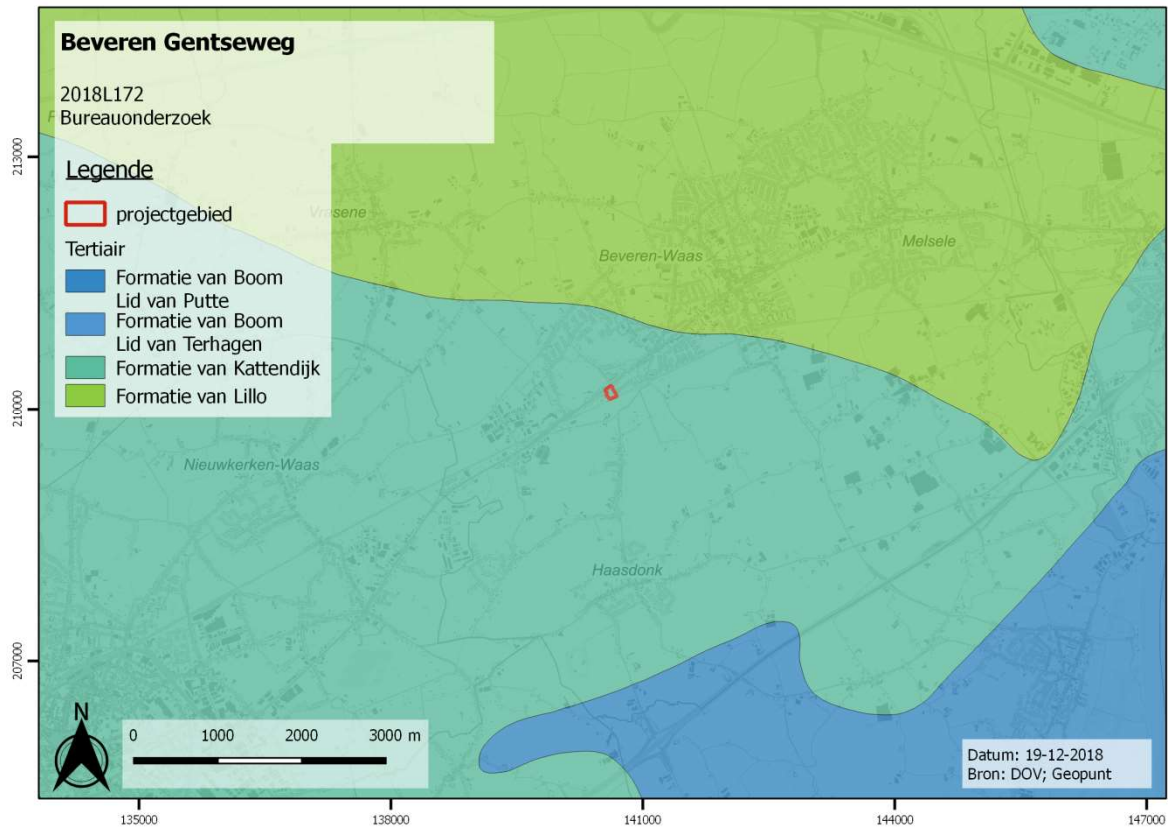 Beveren Gentseweg
2018L172
Bureauonderzoek
Legende
projectgebied
Tertiair
Formatie van Boom
Lid van Putte
Formatie van Boom
Lid van Terhagen
Formatie van Kattendijk
Formatie van Lillo
Vrasene
Beveren-Waas
Melsele
Nieuwkerken-Waas
Haasdonk
213000
210000
207000
N
0 1000 2000 3000 m
Datum: 19-12-2018
Bron: DOV; Geopunt
135000 138000 141000 144000 147000